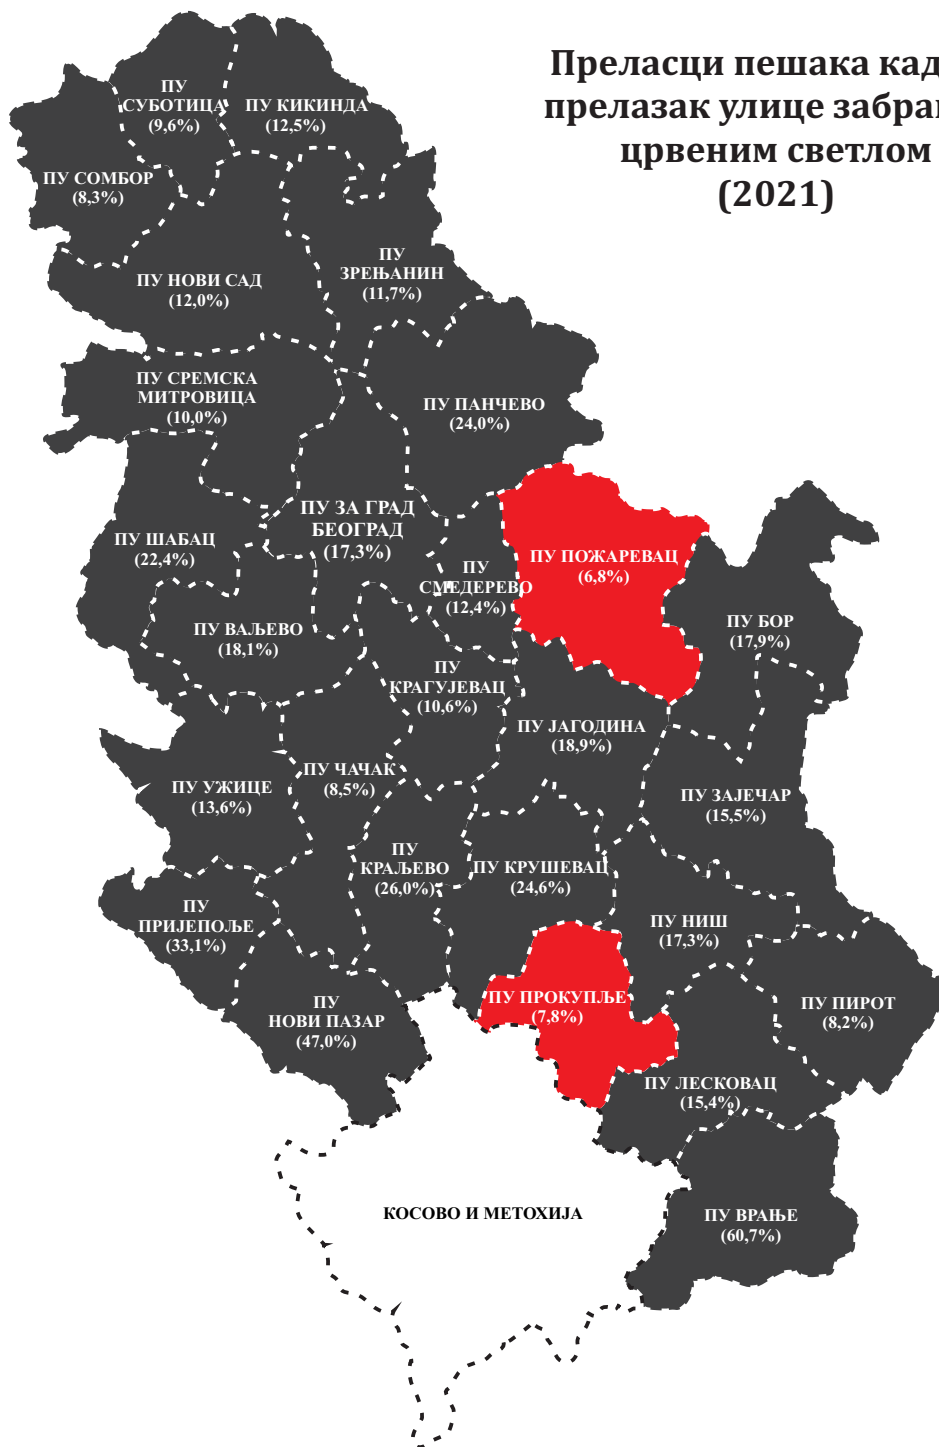 Преласци пешака кад
прелазак улице забран
црвеним светлом
(2021)
ПУ
СУБОТИЦА
(9,6%)
ПУ КИКИНДА
(12,5%)
ПУ СОМБОР
(8,3%)
ПУ НОВИ САД
(12,0%)
ПУ
ЗРЕЊАНИН
(11,7%)
ПУ СРЕМСКА
МИТРОВИЦА
(10,0%)
ПУ ПАНЧЕВО
(24,0%)
ПУ ЗА ГРАД
БЕОГРАД
(17,3%)
ПУ ШАБАЦ
(22,4%)
ПУ
СМЕДЕРЕВО
(12,4%)
ПУ ПОЖАРЕВАЦ
(6,8%)
ПУ БОР
(17,9%)
ПУ ВАЉЕВО
(18,1%)
ПУ
КРАГУЈЕВАЦ
(10,6%)
ПУ ЈАГОДИНА
(18,9%)
ПУ УЖИЦЕ
(13,6%)
ПУ ЧАЧАК
(8,5%)
ПУ ЗАЈЕЧАР
(15,5%)
ПУ
КРАЉЕВО
(26,0%)
ПУ КРУШЕВАЦ
(24,6%)
ПУ
ПРИЈЕПОЉЕ
(33,1%)
ПУ НИШ
(17,3%)
ПУ
НОВИ ПАЗАР
(47,0%)
ПУ ПРОКУПЉЕ
(7,8%)
ПУ ПИРОТ
(8,2%)
ПУ ЛЕСКОВАЦ
(15,4%)
КОСОВО И МЕТОХИЈА
ПУ ВРАЊЕ
(60,7%)